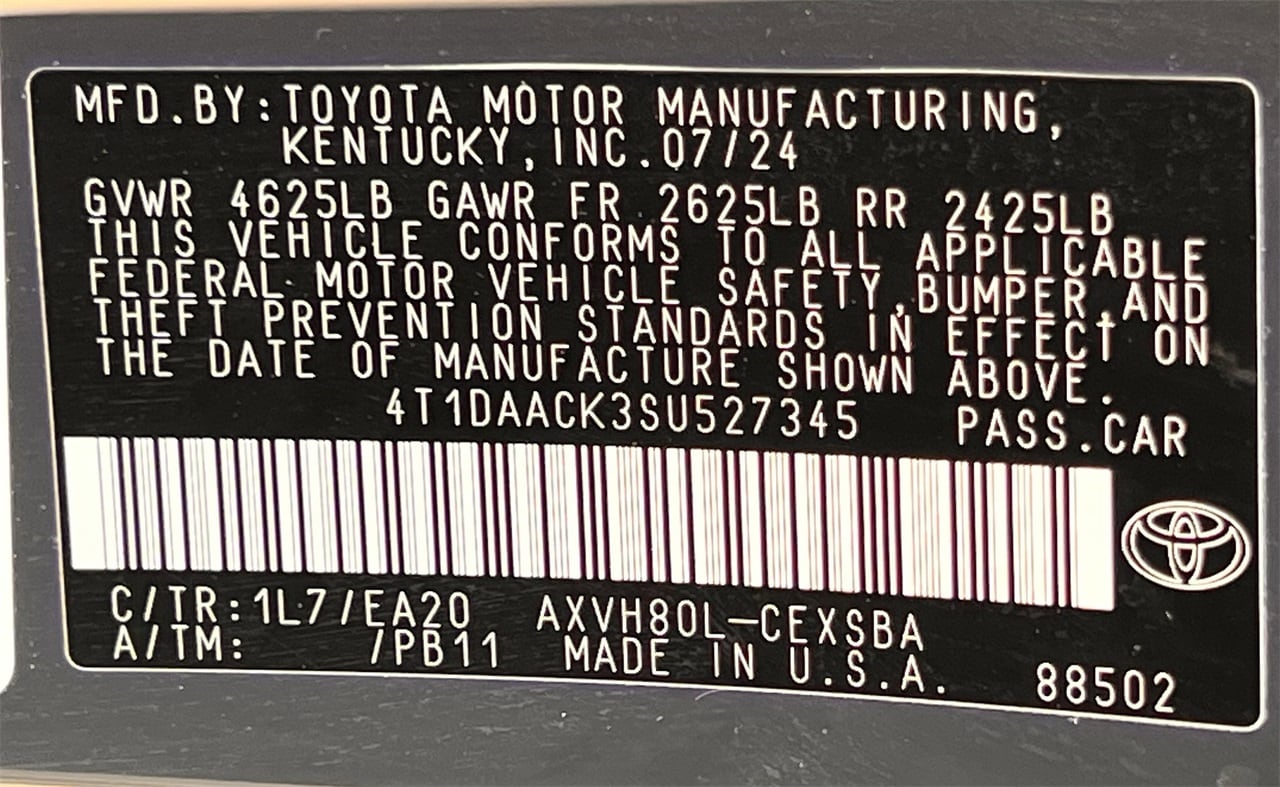 MFD.BY:TOYOTA MOTOR MANUFACTURING,
KENTUCKY,INC.07/24
GVWR 4625LB GAWR FR 2625LB RR 2425LB
THIS VEHICLE CONFORMS TO ALL APPLICABLE
FEDERAL MOTOR VEHICLE SAFETY,BUMPER,AND
THEFT PREVENTION STANDARDS IN EFFECT ON
THE DATE OF MANUFACTURE SHOWN ABOVE.
4T1DAACK3SU527345 PASS.CAR
C/TR:1L7/EA20 AXVH80L-CEXSBA
A/TM: /PB11 MADE IN U.S.A. 88502